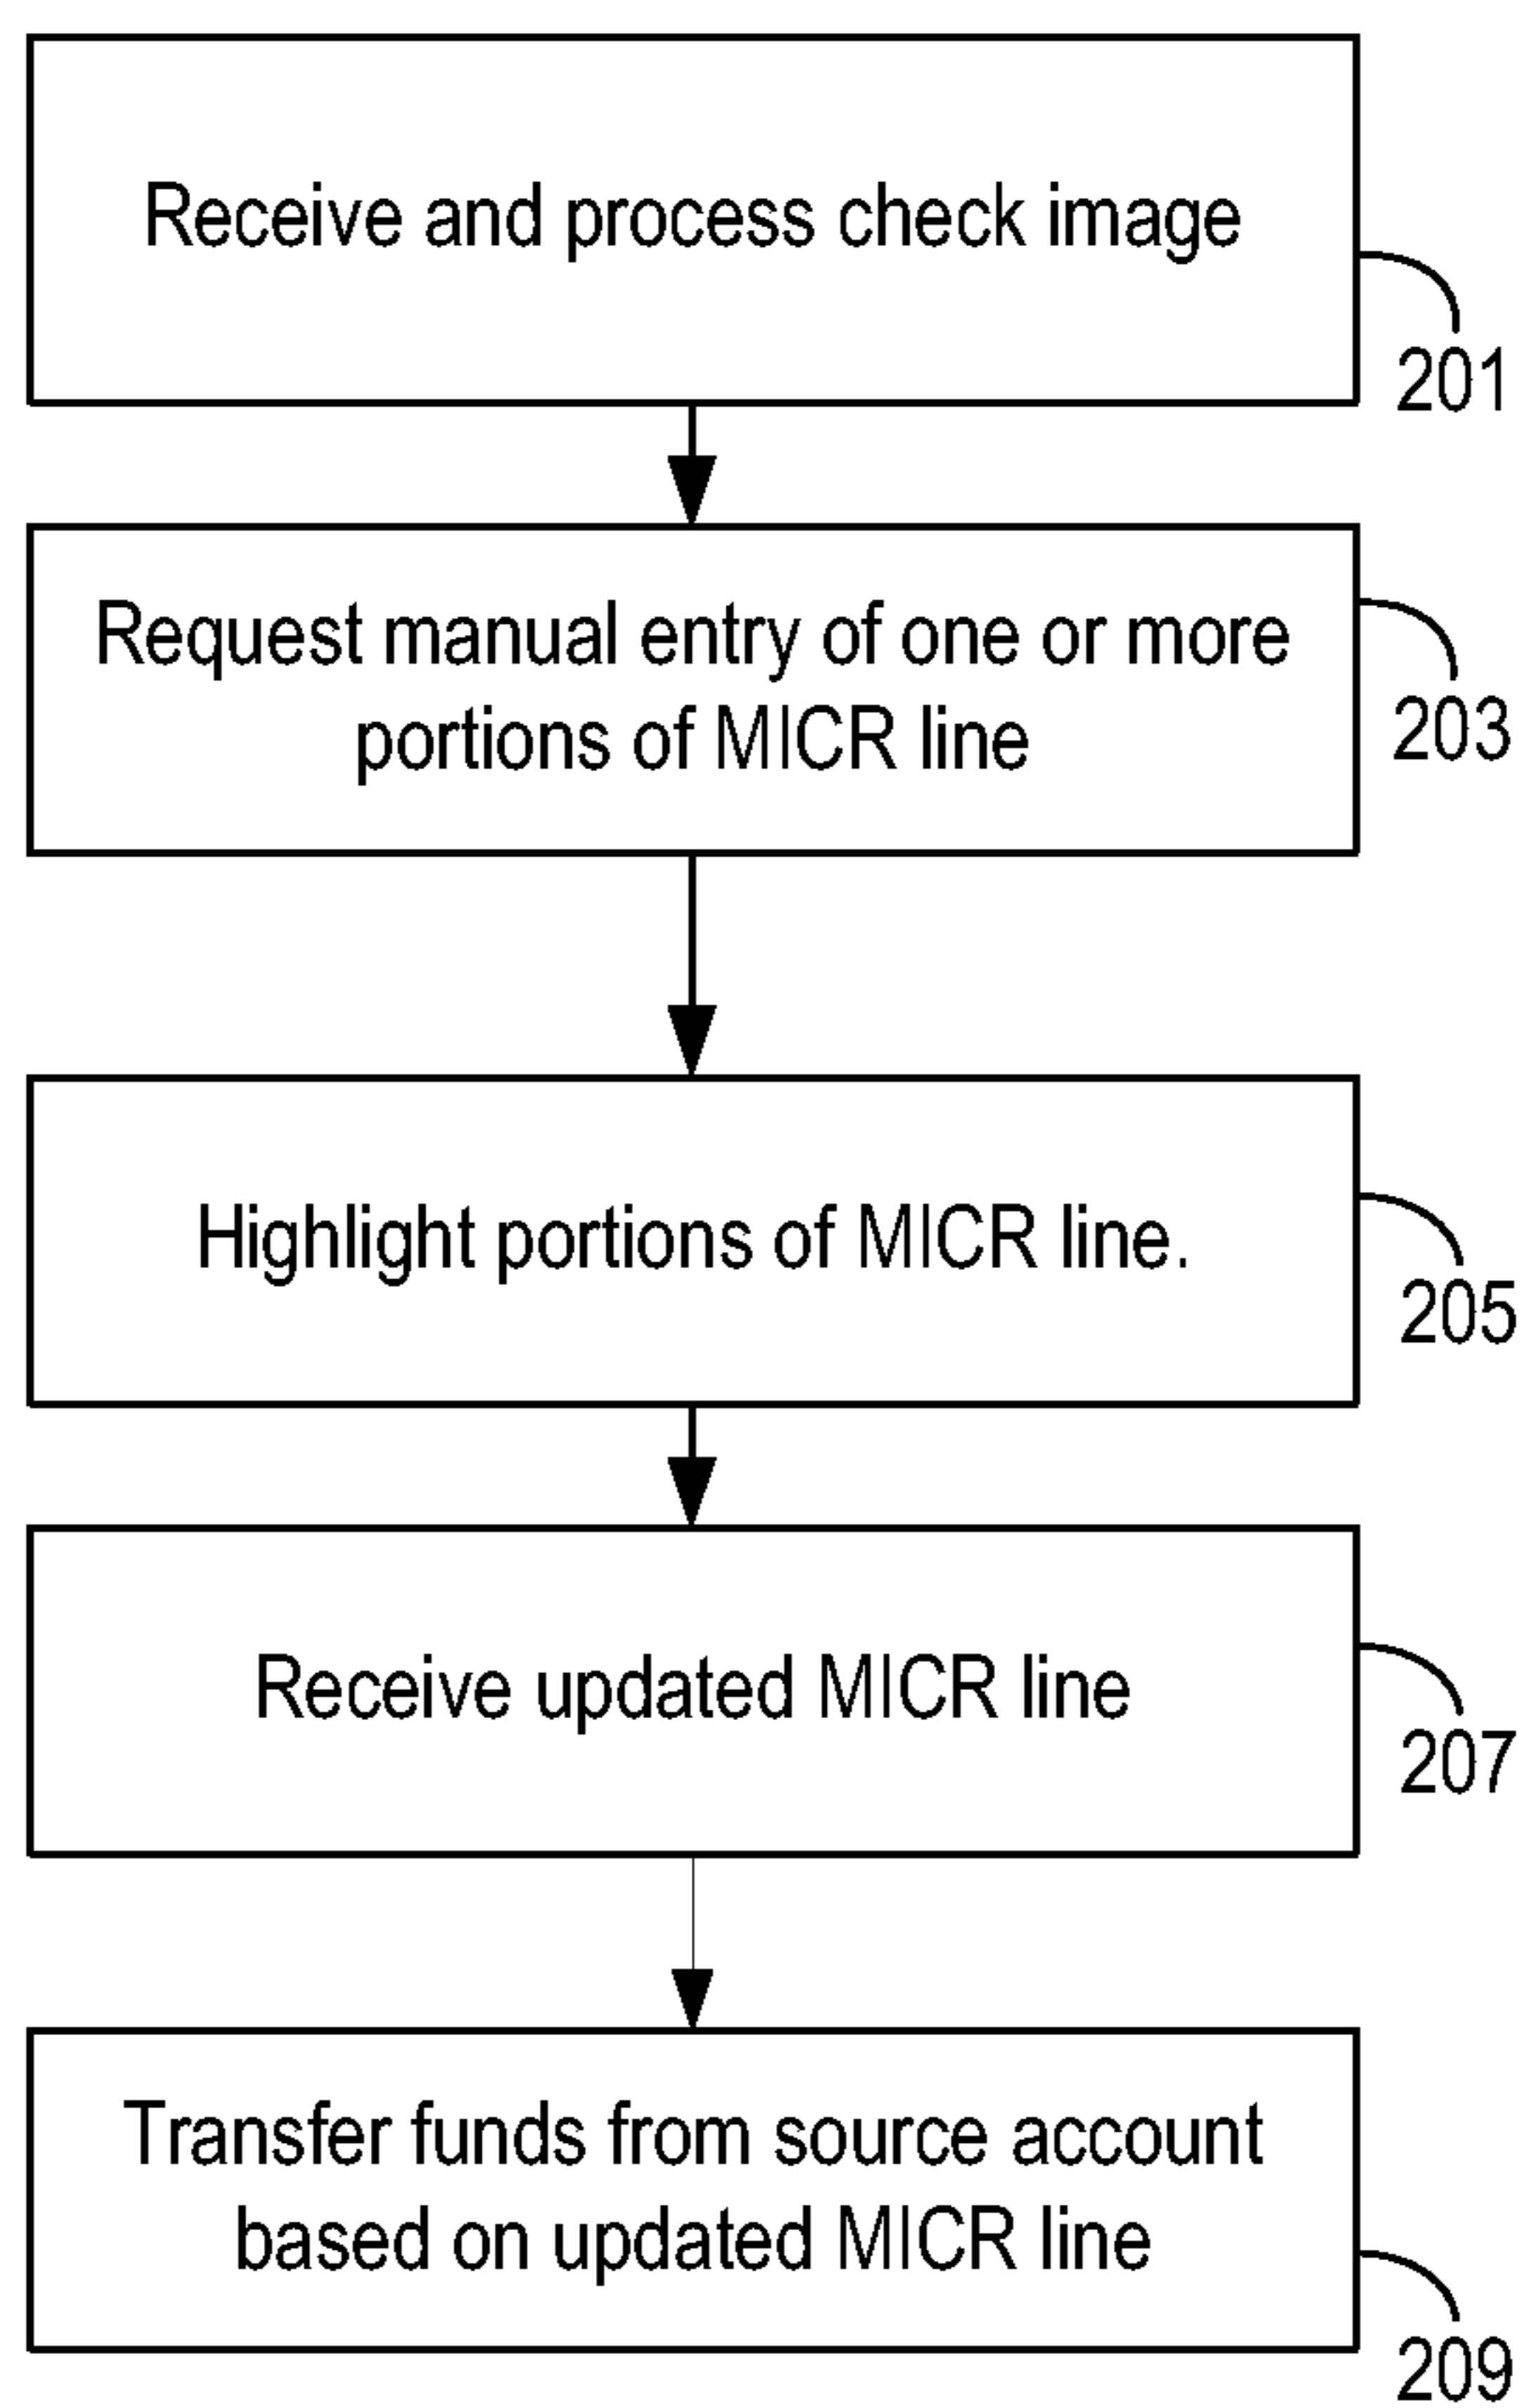 Receive and process check image
201
Request manual entry of one or more
portions of MICR line
203
Highlight portions of MICR line.
205
Receive updated MICR line
207
Transfer funds from source account
based on updated MICR line
209